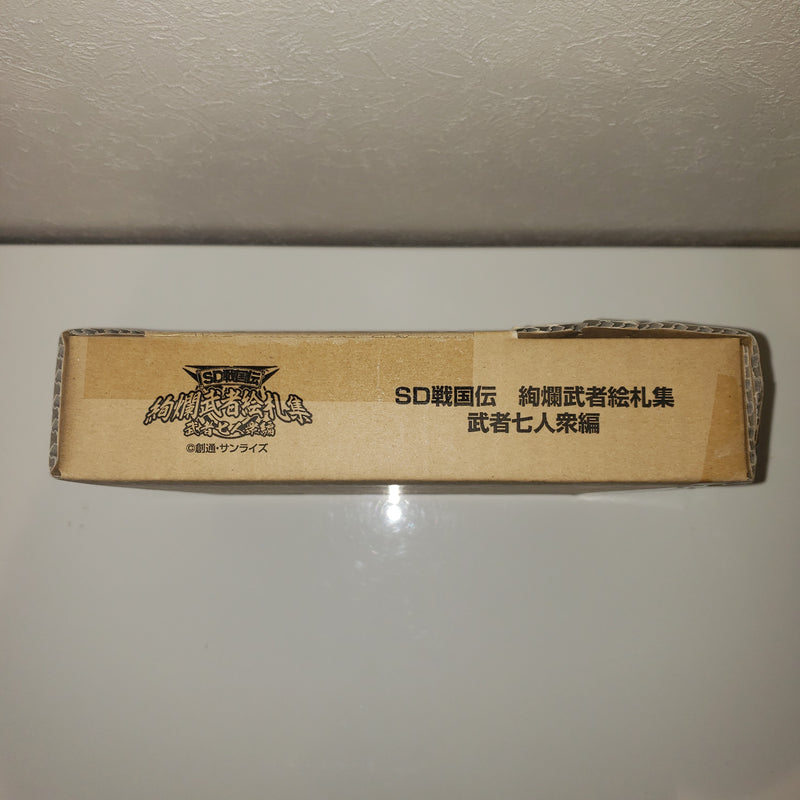 SD戦国伝
絢爛武者絵札集
武者七人衆編
©創通・サンライズ
SD戦国伝　絢爛武者絵札集
武者七人衆編